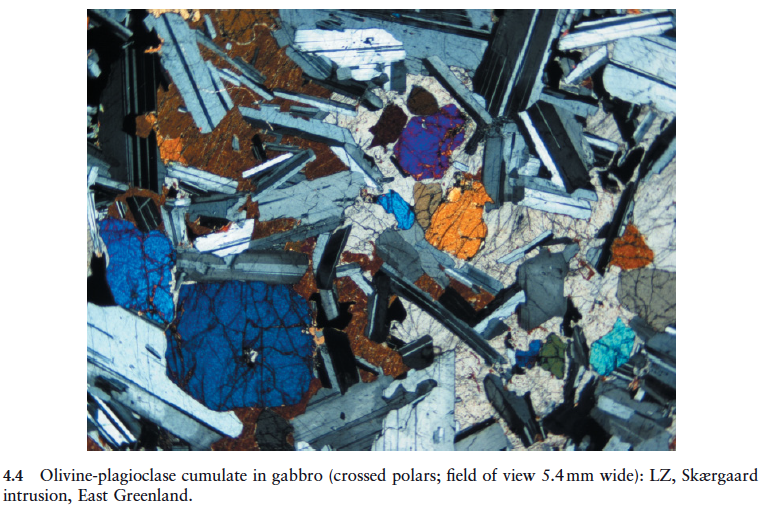 4.4 Olivine-plagioclase cumulate in gabbro (crossed polars; field of view 5.4 mm wide): LZ, Skærgaard
intrusion, East Greenland.